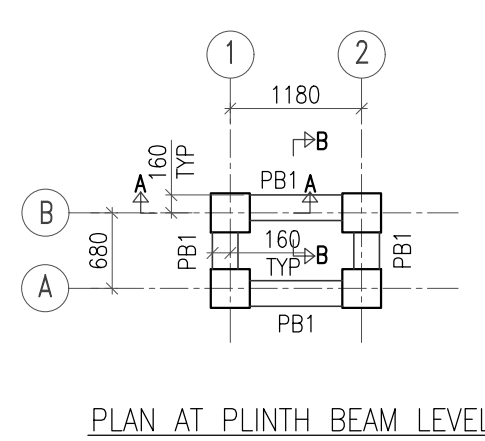 1 2
1180
B
160
TYP
A PB1 A
B
PB1
160
TYP
B
PB1
680
A
PB1
PLAN AT PLINTH BEAM LEVEL